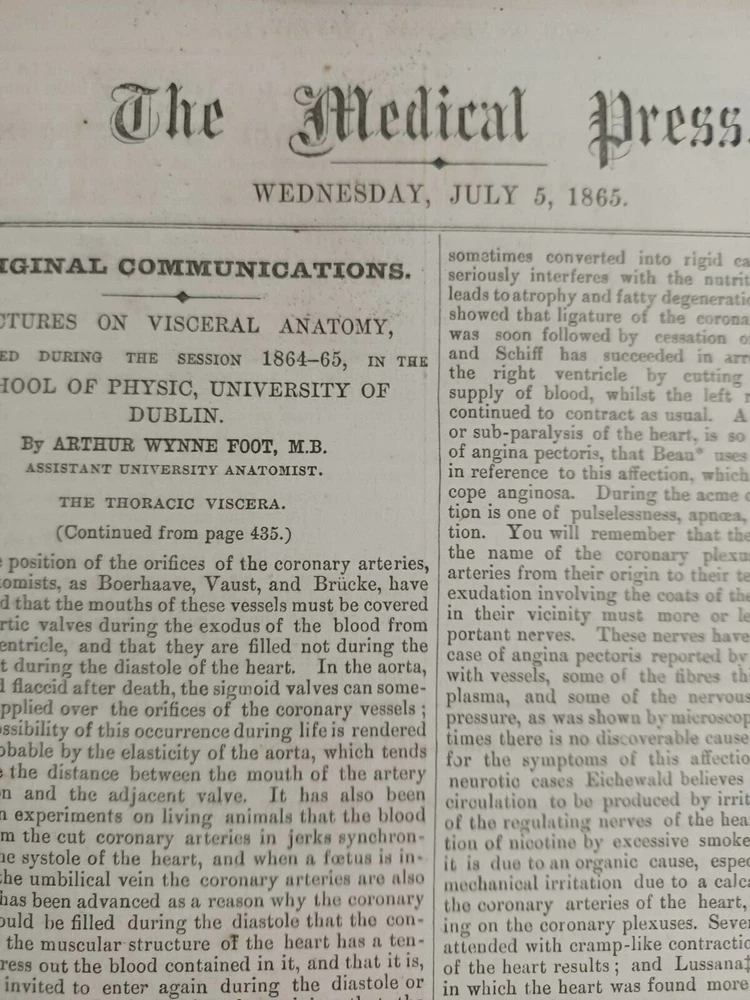 The Medical Press.
WEDNESDAY, JULY 5, 1865.
IGINAL COMMUNICATIONS.
CTURES ON VISCERAL ANATOMY,
ED DURING THE SESSION 1864–65, IN THE
HOOL OF PHYSIC, UNIVERSITY OF
DUBLIN.
By ARTHUR WYNNE FOOT, M.B.
ASSISTANT UNIVERSITY ANATOMIST.
THE THORACIC VISCERA.
(Continued from page 435.)
e position of the orifices of the coronary arteries,
tomists, as Boerhaave, Vaust, and Brücke, have
d that the mouths of these vessels must be covered
rtic valves during the exodus of the blood from
entricle, and that they are filled not during the
t during the diastole of the heart. In the aorta,
d flaccid after death, the sigmoid valves can some-
pplied over the orifices of the coronary vessels ;
ossibility of this occurrence during life is rendered
obable by the elasticity of the aorta, which tends
e the distance between the mouth of the artery
n and the adjacent valve. It has also been
n experiments on living animals that the blood
m the cut coronary arteries in jerks synchron-
he systole of the heart, and when a fœtus is in-
the umbilical vein the coronary arteries are also
has been advanced as a reason why the coronary
ould be filled during the diastole that the con-
the muscular structure of the heart has a ten-
ress out the blood contained in it, and that it is,
invited to enter again during the diastole or
sometimes converted into rigid ca
seriously interferes with the nutrit
leads to atrophy and fatty degeneratio
showed that ligature of the corona
was soon followed by cessation o
and Schiff has succeeded in arr
the right ventricle by cutting
supply of blood, whilst the left
continued to contract as usual. A
or sub-paralysis of the heart, is so
of angina pectoris, that Beau* uses
in reference to this affection, which
cope anginosa. During the acme o
tion is one of pulselessness, apnœa,
tion. You will remember that the
the name of the coronary plexu
arteries from their origin to their te
exudation involving the coats of the
in their vicinity must more or le
portant nerves. These nerves have
case of angina pectoris reported by
with vessels, some of the fibres th
plasma, and some of the nervous
pressure, as was shown by microscop
times there is no discoverable cause
for the symptoms of this affectio
neurotic cases Eichewald believes
circulation to be produced by irrit
of the regulating nerves of the hea
tion of nicotine by excessive smoke
it is due to an organic cause, espec
mechanical irritation due to a calca
the coronary arteries of the heart,
ing on the coronary plexuses. Seve
attended with cramp-like contractio
of the heart results ; and Lussana‡
in which the heart was found more